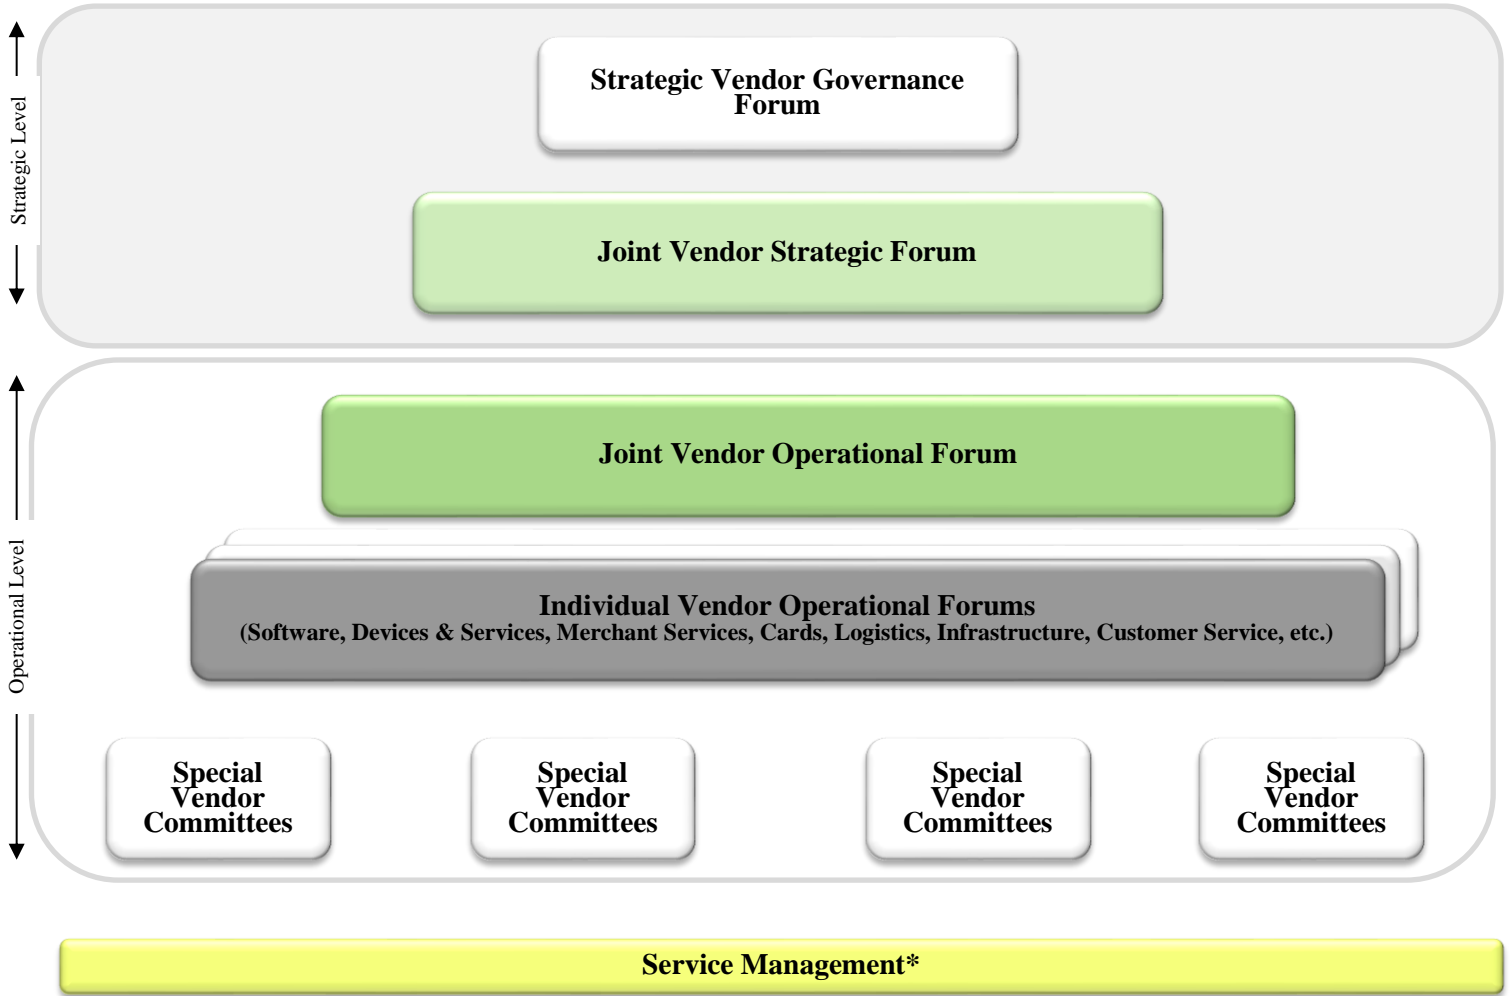 Strategic Level
Strategic Vendor Governance
Forum
Joint Vendor Strategic Forum
Operational Level
Joint Vendor Operational Forum
Individual Vendor Operational Forums
(Software, Devices & Services, Merchant Services, Cards, Logistics, Infrastructure, Customer Service, etc.)
Special
Vendor
Committees
Special
Vendor
Committees
Special
Vendor
Committees
Special
Vendor
Committees
Service Management*